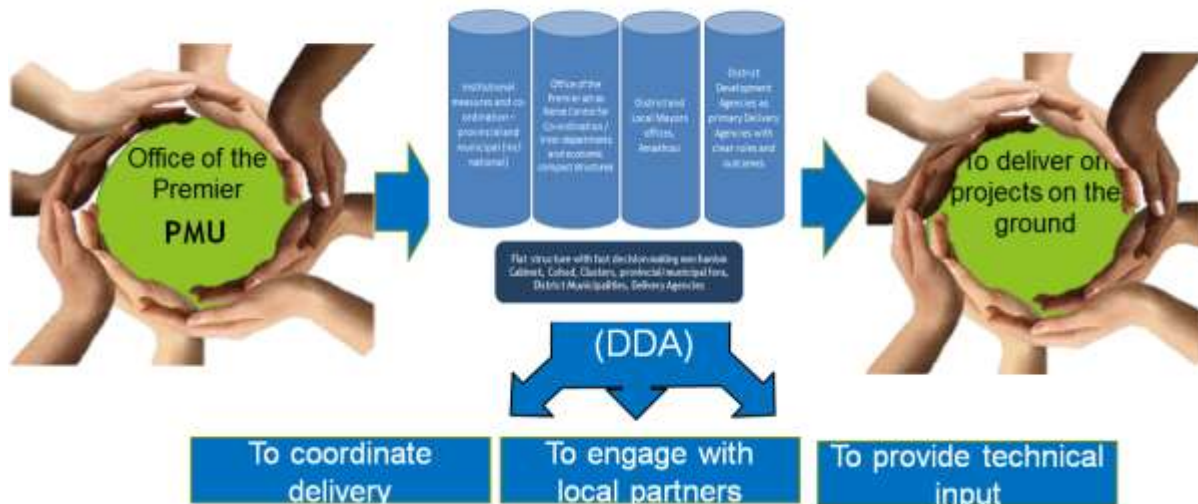 Office of the
Premier
PMU
Institutional
measures and co-
ordination –
provincial and
municipal (incl
national)
Office of the
Premier as
Nerve Centre for
Co-ordination /
inter-departments
and economic
compact structures
District and
Local Mayors
offices,
Amakhosi
District
Development
Agencies as
primary Delivery
Agencies with
clear roles and
outcomes
Flat structure with fast decision making mechanism
Cabinet, Cohod, Clusters, provincial/municipal fora,
District Municipalities, Delivery Agencies
To deliver on
projects on the
ground
(DDA)
To coordinate
delivery
To engage with
local partners
To provide technical
input